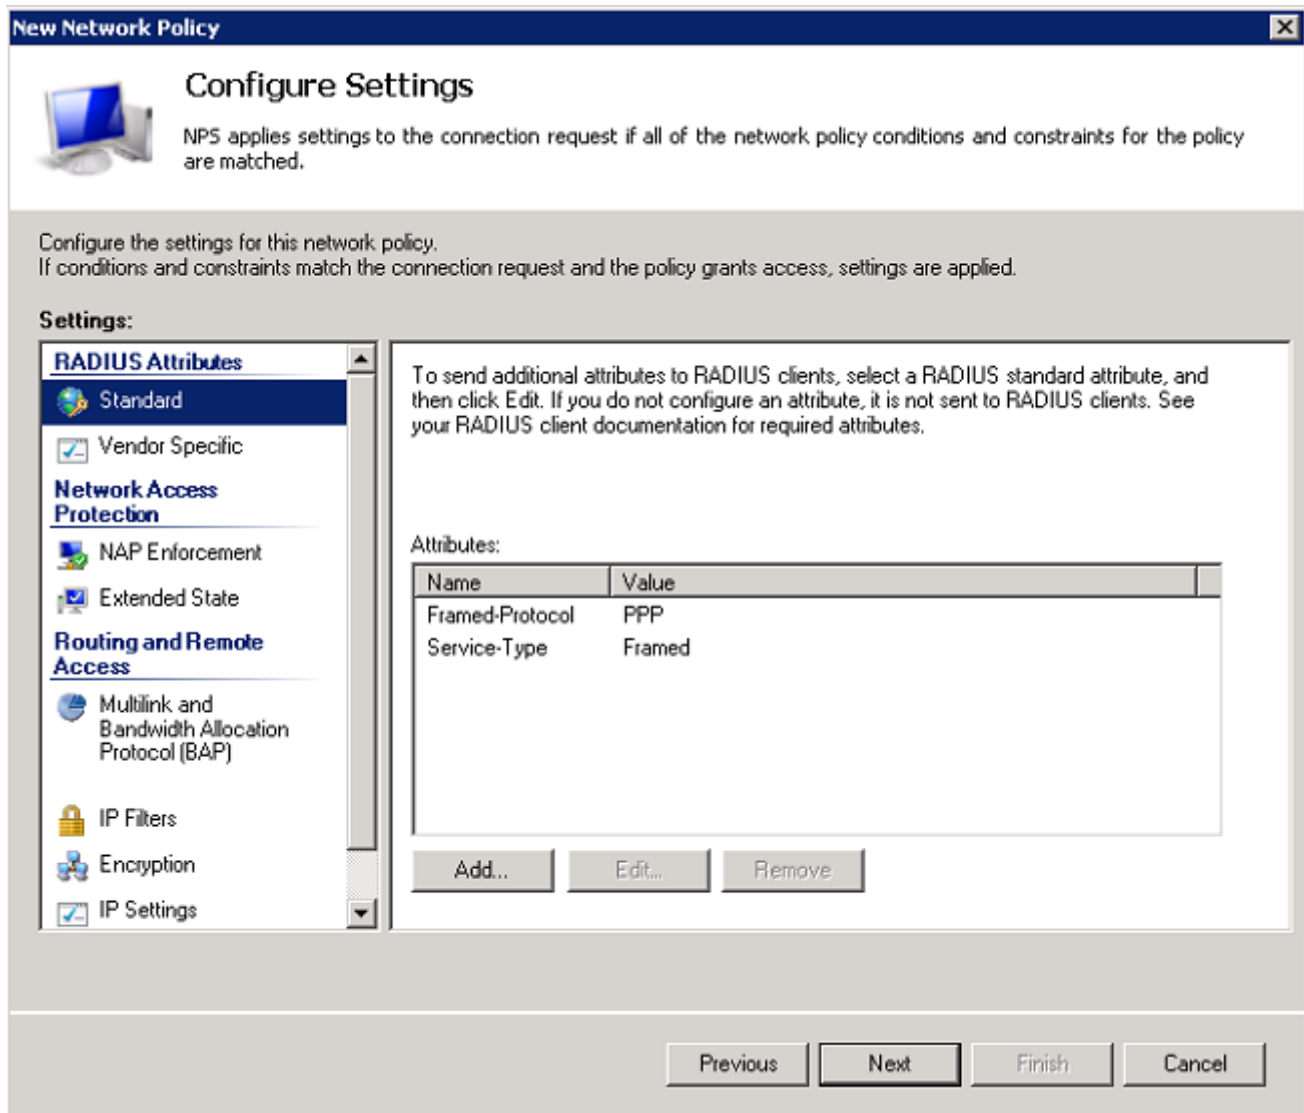 New Network Policy
Configure Settings
NPS applies settings to the connection request if all of the network policy conditions and constraints for the policy
are matched.
Configure the settings for this network policy.
If conditions and constraints match the connection request and the policy grants access, settings are applied.
Settings:
RADIUS Attributes
Standard
Vendor Specific
Network Access
Protection
NAP Enforcement
Extended State
Routing and Remote
Access
Multilink and
Bandwidth Allocation
Protocol (BAP)
IP Filters
Encryption
IP Settings
To send additional attributes to RADIUS clients, select a RADIUS standard attribute, and
then click Edit. If you do not configure an attribute, it is not sent to RADIUS clients. See
your RADIUS client documentation for required attributes.
Attributes:
Name Value
Framed-Protocol PPP
Service-Type Framed
Add... Edit... Remove
Previous Next Finish Cancel